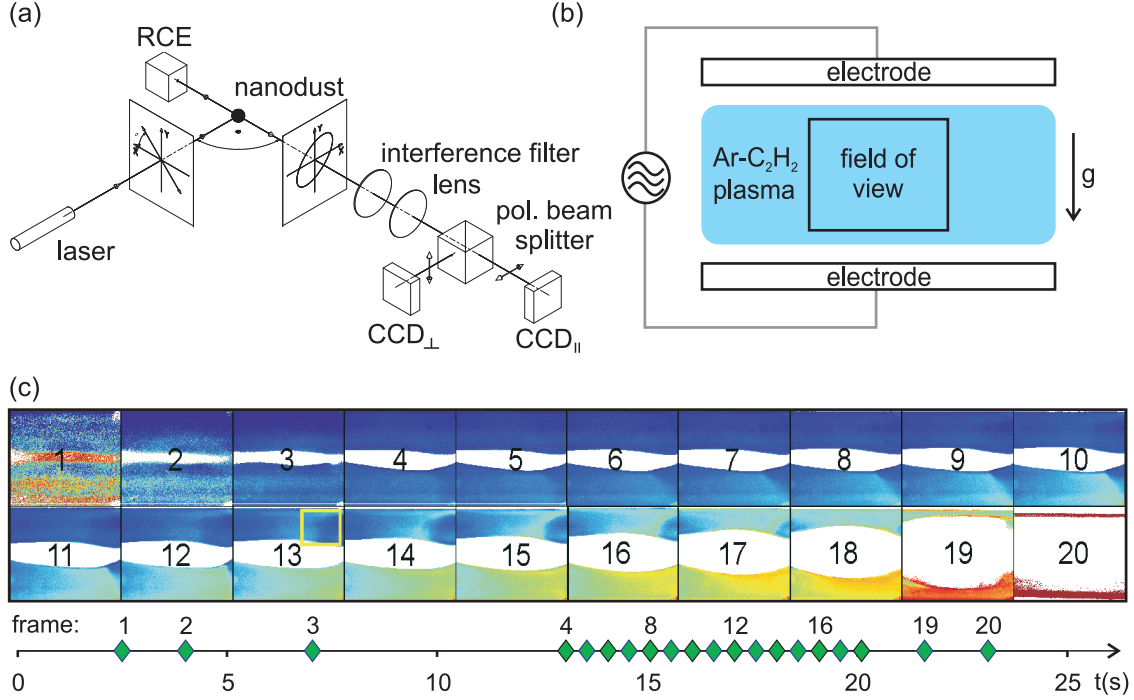 (a)
RCE
nanodust
interference filter
lens
pol. beam
splitter
laser
CCD⊥
CCD||
(b)
electrode
Ar-C₂H₂
plasma
field of
view
g
electrode
(c)
1 2 3 4 5 6 7 8 9 10
11 12 13 14 15 16 17 18 19 20
frame: 1 2 3 4 8 12 16 19 20
0 5 10 15 20 25 t(s)